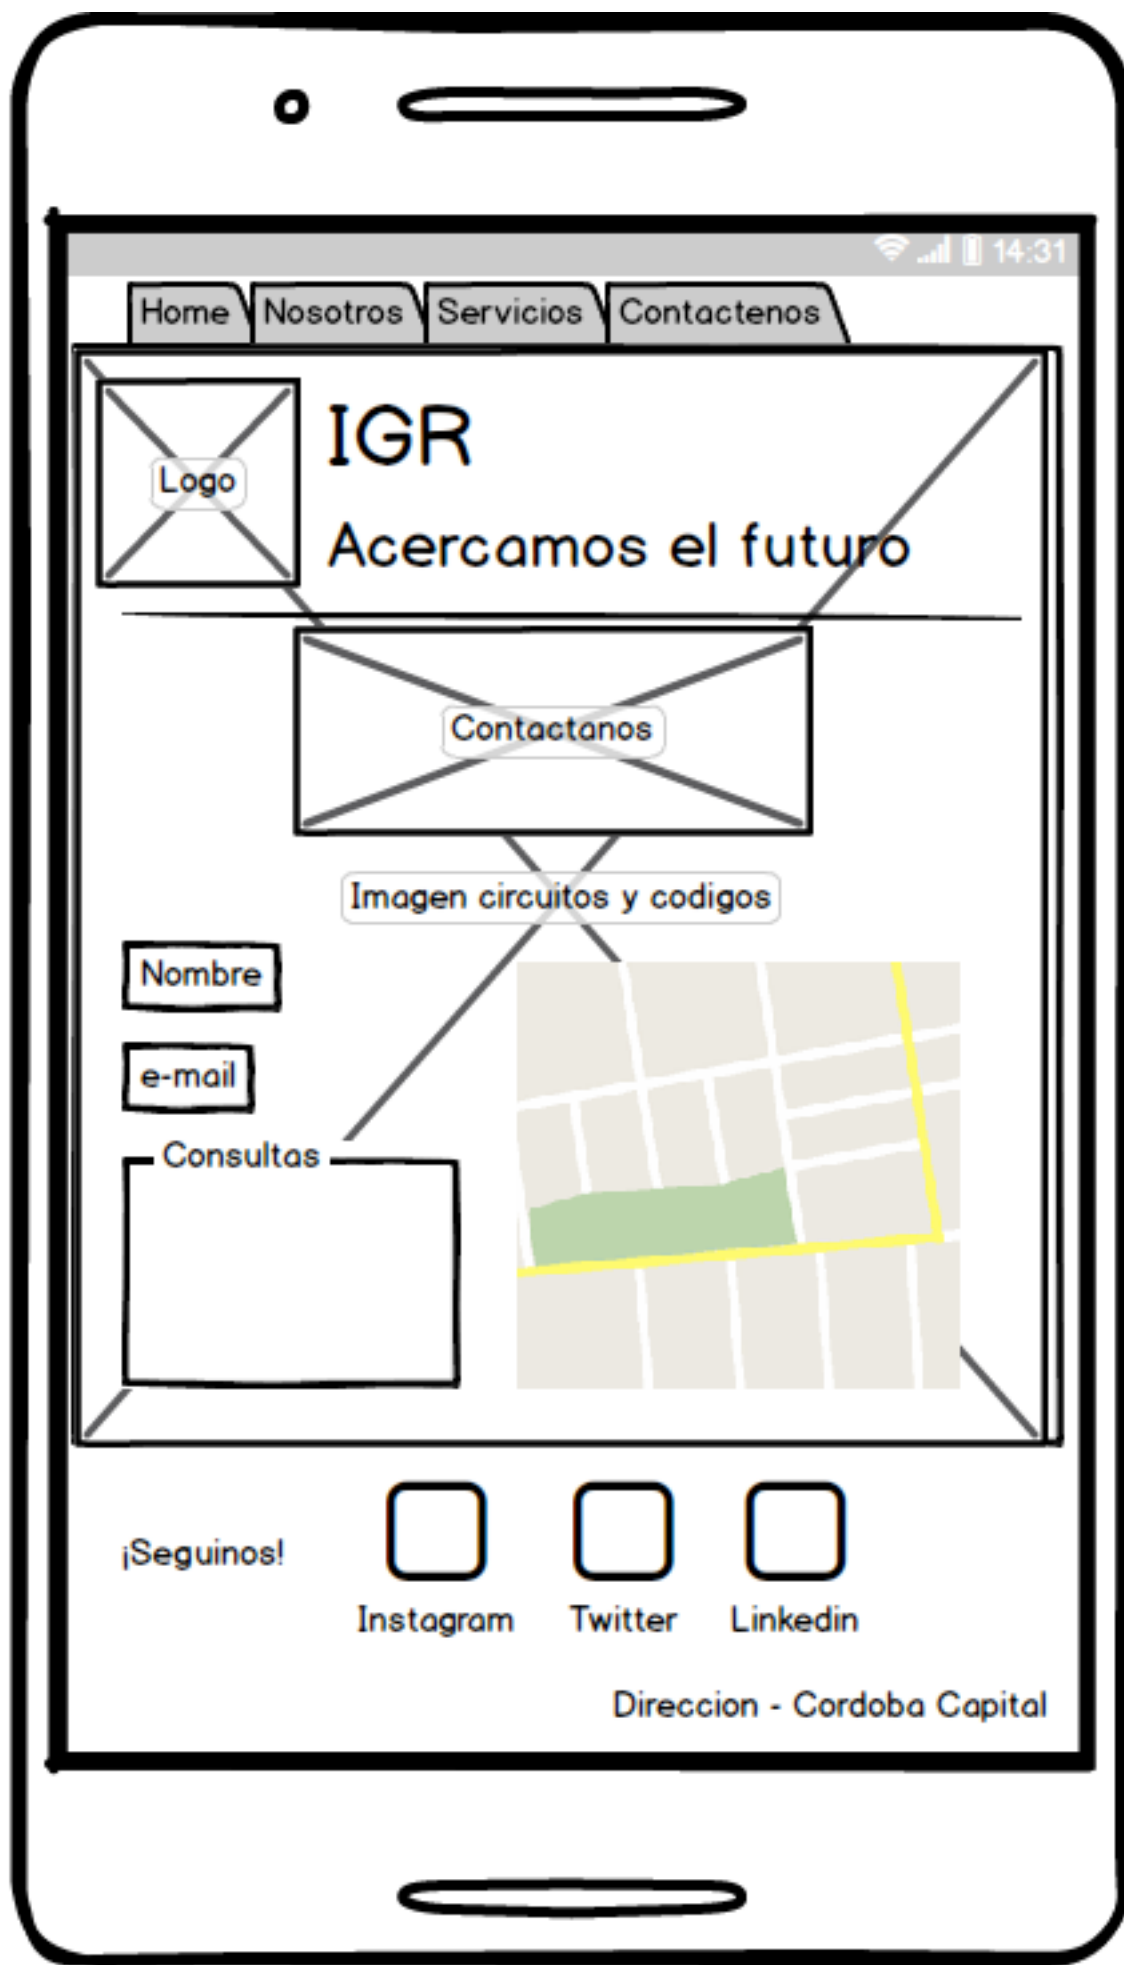 14:31
Home Nosotros Servicios Contactenos
IGR
Logo
Acercamos el futuro
Contactanos
Imagen circuitos y codigos
Nombre
e-mail
Consultas
¡Seguinos!
Instagram Twitter Linkedin
Direccion - Cordoba Capital